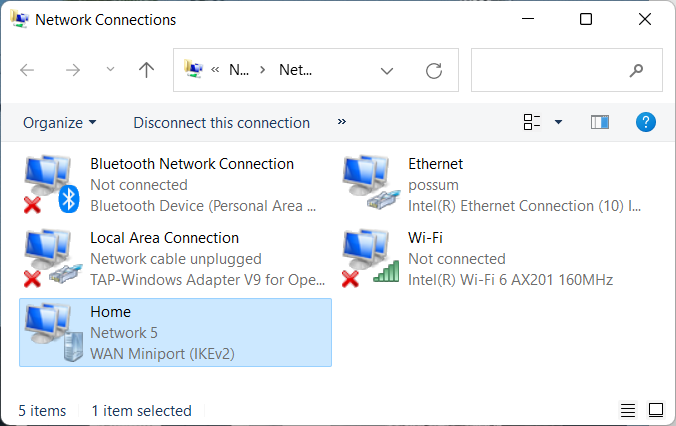 Network Connections
« N... > Net...
Organize
Disconnect this connection
»
?
Bluetooth Network Connection
Not connected
Bluetooth Device (Personal Area ...
Ethernet
possum
Intel(R) Ethernet Connection (10) I...
Local Area Connection
Network cable unplugged
TAP-Windows Adapter V9 for Ope...
Wi-Fi
Not connected
Intel(R) Wi-Fi 6 AX201 160MHz
Home
Network 5
WAN Miniport (IKEv2)
5 items
1 item selected